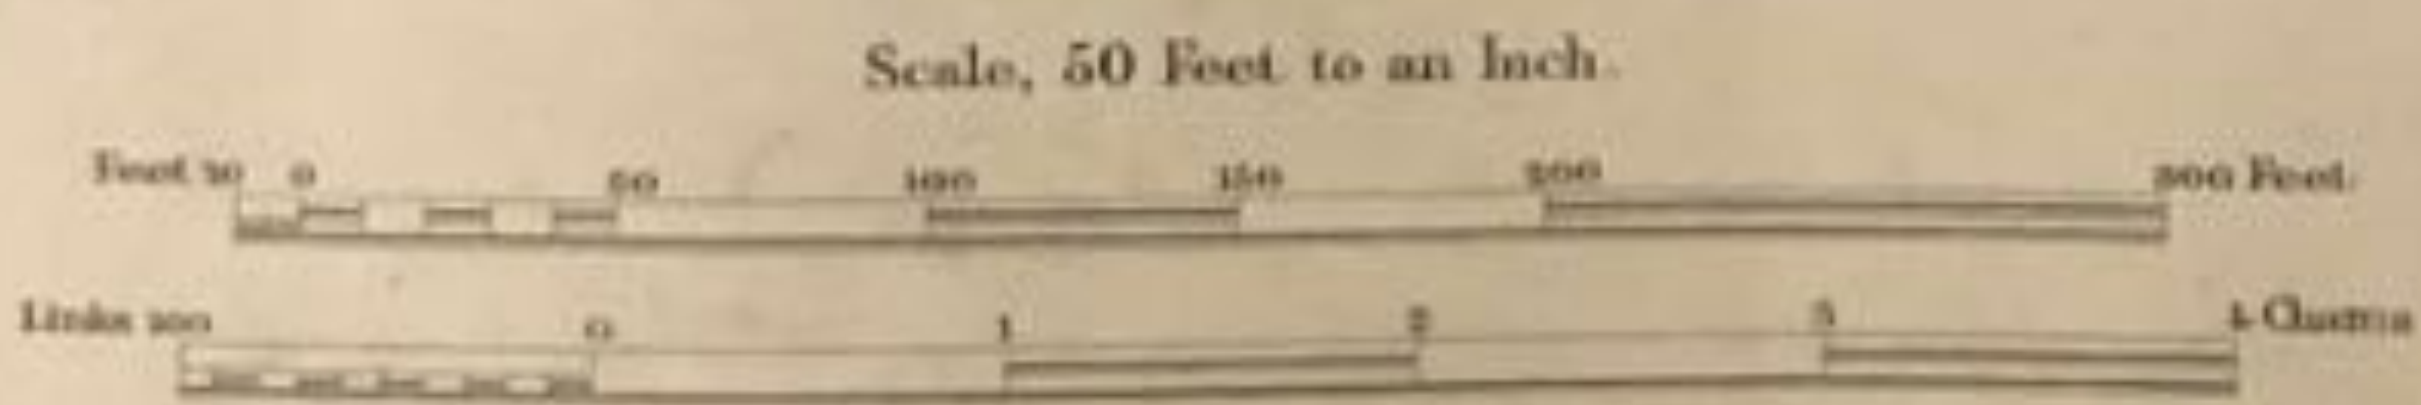 Scale, 50 Feet to an Inch.
Feet 10 0 50 100 150 200 300 Feet.
Links 100 0 1 2 3 4 Chains